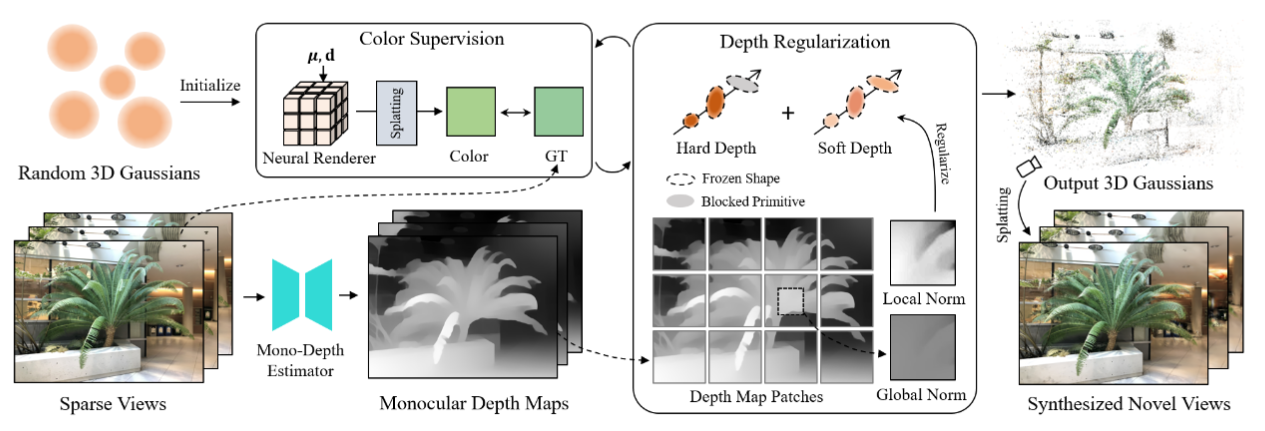 Random 3D Gaussians
Initialize
Color Supervision
μ, d
Neural Renderer
Splatting
Color
GT
Sparse Views
Mono-Depth
Estimator
Monocular Depth Maps
Depth Regularization
Hard Depth
+
Soft Depth
Frozen Shape
Blocked Primitive
Regularize
Local Norm
Global Norm
Depth Map Patches
Output 3D Gaussians
Splatting
Synthesized Novel Views